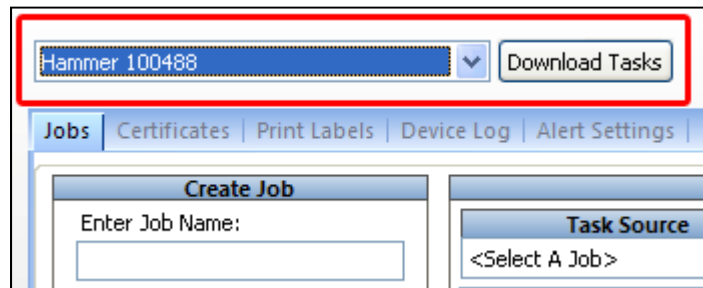 Hammer 100488 Download Tasks
Jobs | Certificates | Print Labels | Device Log | Alert Settings |
Create Job
Enter Job Name:
Task Source
<Select A Job>